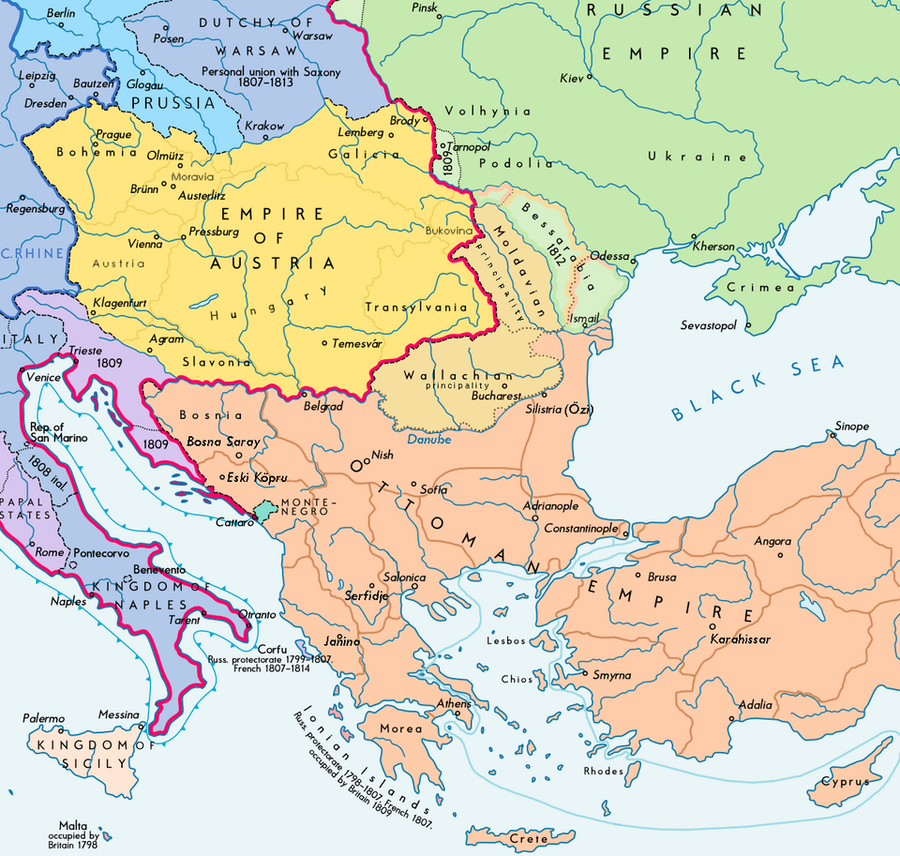 Berlin
Pinsk
RUSSIAN
DUTCHY OF
Posen
Warsaw
WARSAW
EMPIRE
Leipzig
Bautzen
Glogau
Personal union with Saxony
1807-1813
Kiev
Dresden
PRUSSIA
Volhynia
Krakow
Brody
Lemberg
Prague
Bohemia
Olmütz
Galicia
Tarnopol
1809
Podolia
Ukraine
Moravia
Brünn
Austerlitz
Regensburg
EMPIRE
OF
AUSTRIA
Pressburg
Vienna
Bukovina
Moldavian
principality
Bessarabia
1812
Odessa
Kherson
C.RHINE
Austria
Hungary
Crimea
Klagenfurt
Transylvania
Ismail
Sevastopol
ITALY
Agram
Temesvár
Trieste
1809
Slavonia
Venice
Wallachian
principality
Bucharest
BLACK SEA
Belgrad
Silistria (Özi)
Bosnia
Rep. of
San Marino
1809
Bosna Saray
Danube
Sinope
1808 ital.
Nish
Eski Köpru
Sofia
PAPAL
STATES
MONTE-
NEGRO
Cattaro
Adrianople
Constantinople
OTTOMAN EMPIRE
Rome
Pontecorvo
Angora
Benevento
KINGDOM OF
NAPLES
Naples
Salonica
Serfidje
Brusa
Tarent
Otranto
Karahissar
Janina
Lesbos
Corfu
Russ. protectorate 1799-1807.
French 1807-1814
Chios
Smyrna
Athens
Adalia
Messina
Palermo
KINGDOM OF
SICILY
Morea
Ionian Islands
Russ. protectorate 1798-1807. French 1807.
occupied by Britain 1809
Rhodes
Cyprus
Malta
occupied by
Britain 1798
Crete